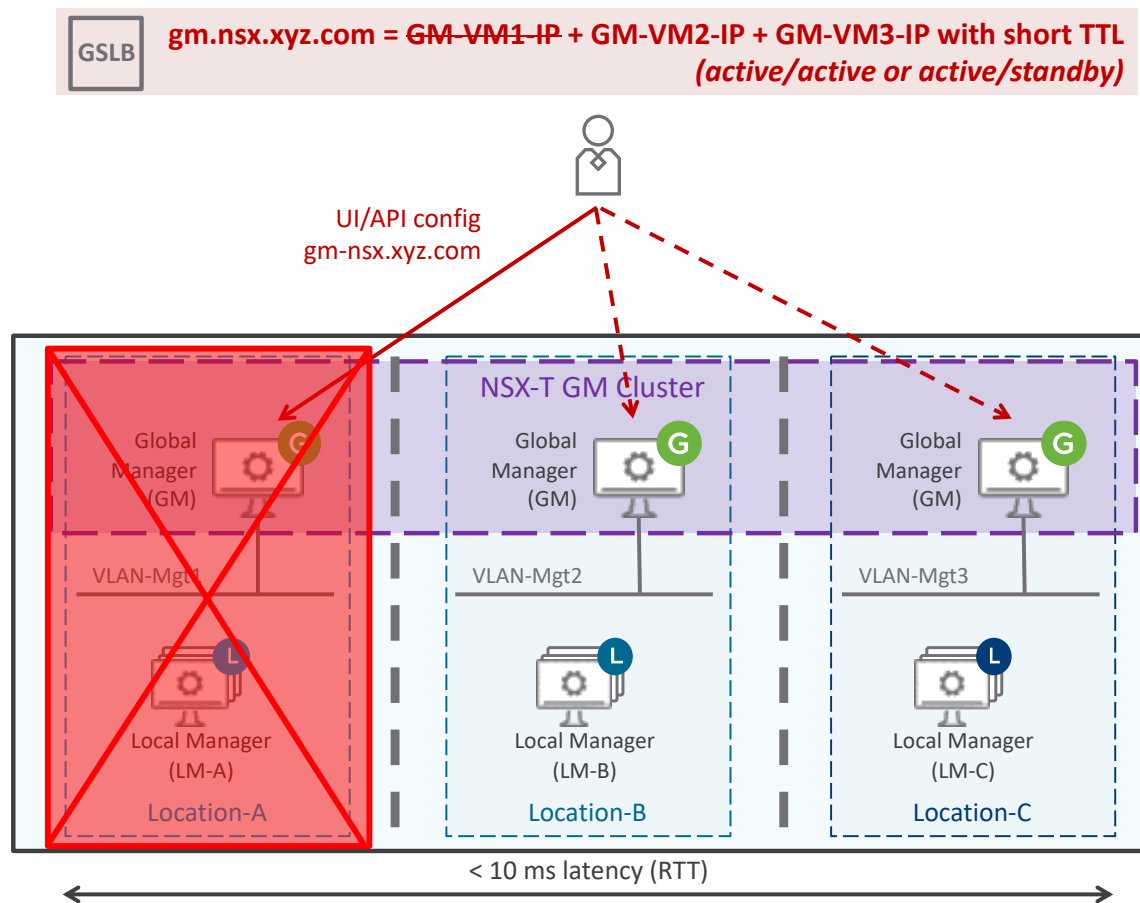 GSLB
gm.nsx.xyz.com = GM-VM1-IP + GM-VM2-IP + GM-VM3-IP with short TTL
(active/active or active/standby)
UI/API config
gm-nsx.xyz.com
NSX-T GM Cluster
Global
Manager
(GM)
G
Global
Manager
(GM)
G
Global
Manager
(GM)
G
VLAN-Mgt1
VLAN-Mgt2
VLAN-Mgt3
L
Local Manager
(LM-A)
L
Local Manager
(LM-B)
L
Local Manager
(LM-C)
Location-A
Location-B
Location-C
< 10 ms latency (RTT)